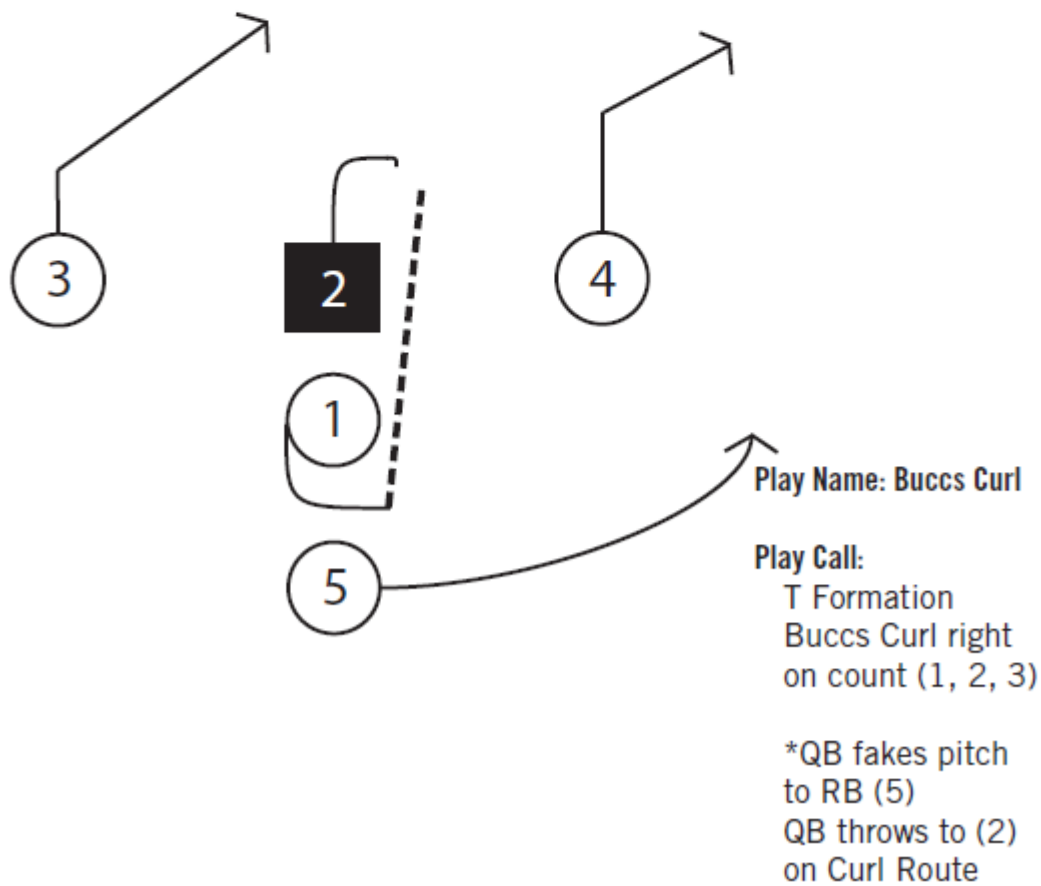 3
2
4
1
5
Play Name: Buccs Curl
Play Call:
T Formation
Buccs Curl right
on count (1, 2, 3)
*QB fakes pitch
to RB (5)
QB throws to (2)
on Curl Route